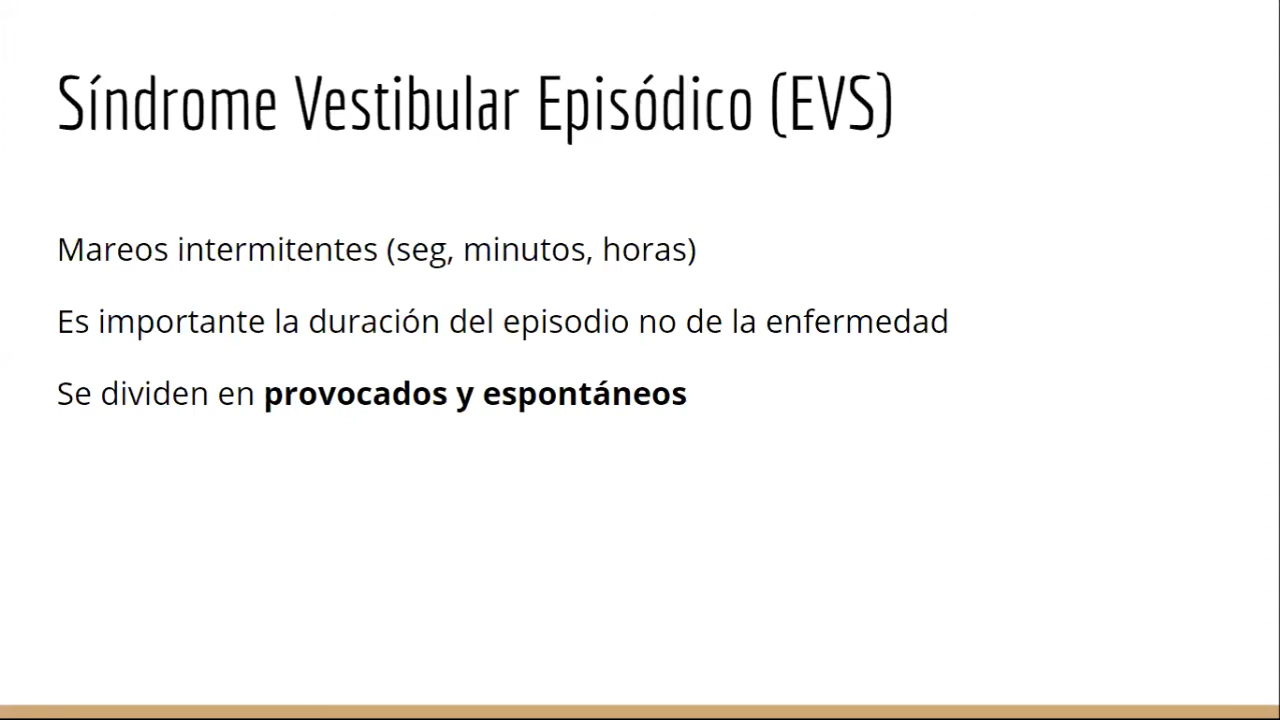 Síndrome Vestibular Episódico (EVS)
Mareos intermitentes (seg, minutos, horas)
Es importante la duración del episodio no de la enfermedad
Se dividen en provocados y espontáneos